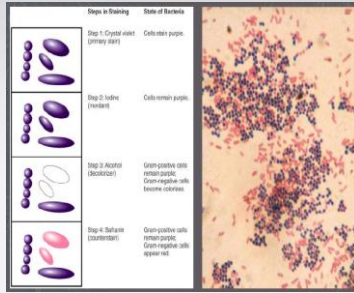 Steps in Staining State of Bacteria
Step 1: Crystal violet Cells stain purple.
(primary stain)
Step 2: Iodine Cells remain purple.
(mordant)
Step 3: Alcohol Gram-positive cells
(decolorizer) remain purple;
Gram-negative cells
become colorless.
Step 4: Safranin Gram-positive cells
(counterstain) remain purple;
Gram-negative cells
appear red.